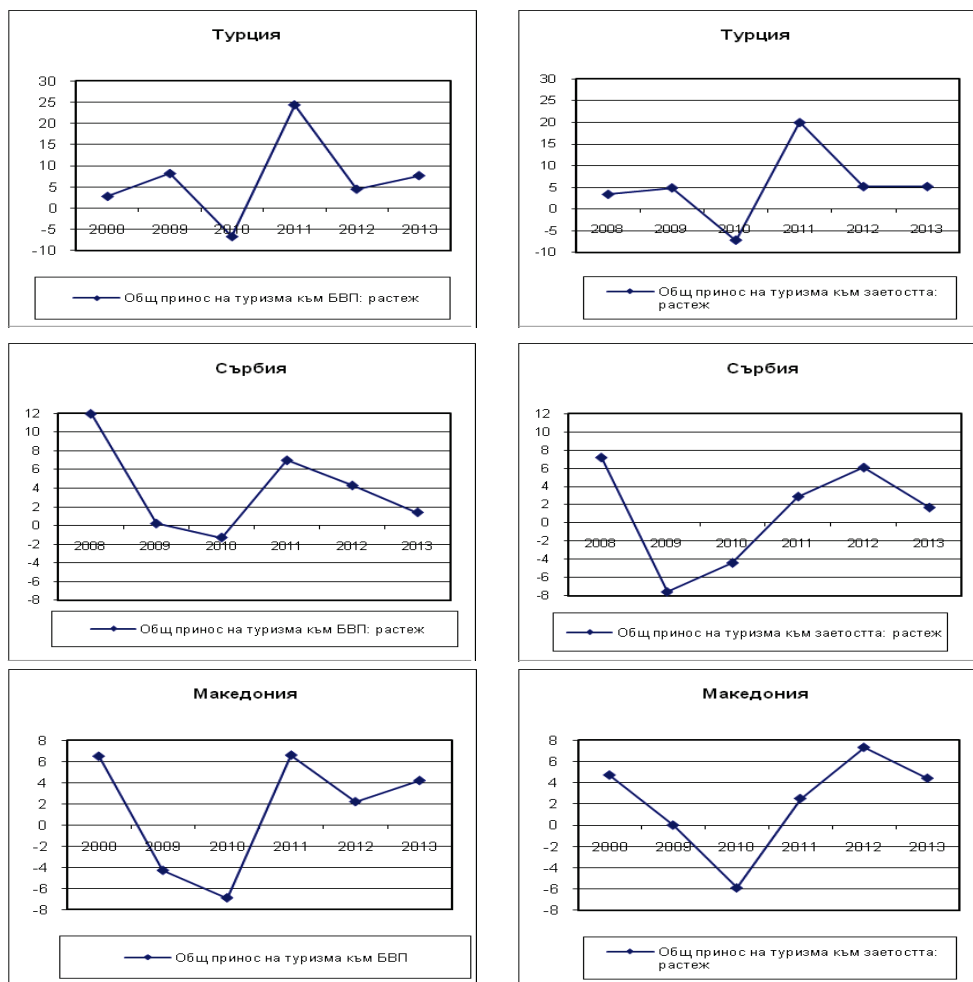 Турция
30
25
20
15
10
5
0
-5
-10
2008 2009 2010 2011 2012 2013
Общ принос на туризма към БВП: растеж
Турция
30
25
20
15
10
5
0
-5
-10
2008 2009 2010 2011 2012 2013
Общ принос на туризма към заетостта:
растеж
Сърбия
12
10
8
6
4
2
0
-2
-4
-6
-8
2008 2009 2010 2011 2012 2013
Общ принос на туризма към БВП: растеж
Сърбия
12
10
8
6
4
2
0
-2
-4
-6
-8
2008 2009 2010 2011 2012 2013
Общ принос на туризма към заетостта: растеж
Македония
8
6
4
2
0
-2
-4
-6
-8
2008 2009 2010 2011 2012 2013
Общ принос на туризма към БВП
Македония
8
6
4
2
0
-2
-4
-6
-8
2008 2009 2010 2011 2012 2013
Общ принос на туризма към заетостта:
растеж